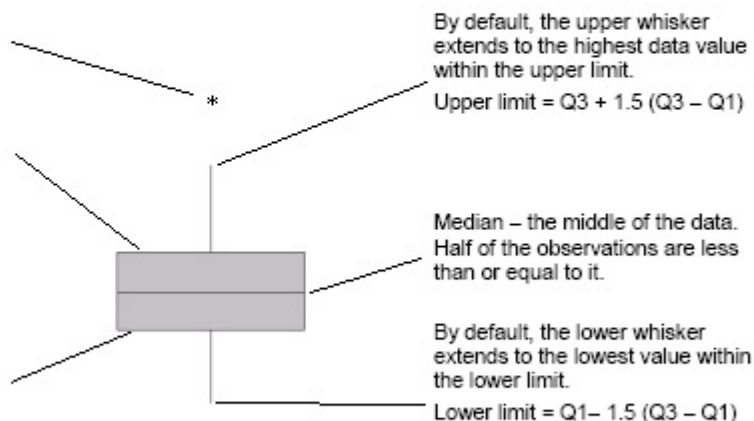 By default, the upper whisker
extends to the highest data value
within the upper limit.
Upper limit = Q3 + 1.5 (Q3 – Q1)
*
Median – the middle of the data.
Half of the observations are less
than or equal to it.
By default, the lower whisker
extends to the lowest value within
the lower limit.
Lower limit = Q1– 1.5 (Q3 – Q1)